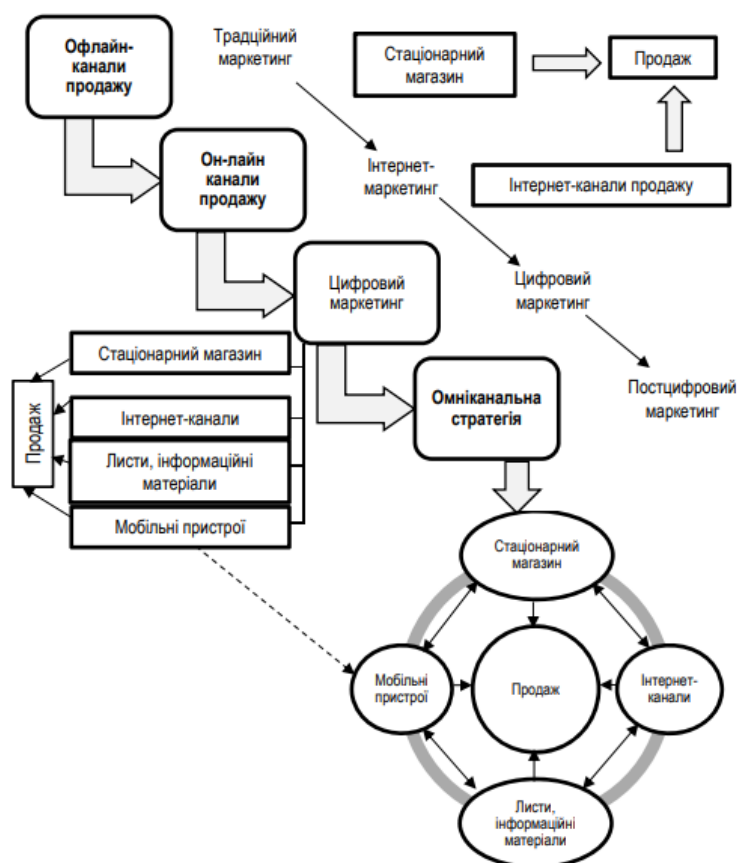 Офлайн-
канали
продажу
Традційний
маркетинг
Стаціонарний
магазин
Продаж
Он-лайн
канали
продажу
Інтернет-
маркетинг
Інтернет-канали продажу
Цифровий
маркетинг
Цифровий
маркетинг
Стаціонарний магазин
Інтернет-канали
Листи, інформаційні
матеріали
Мобільні пристрої
Продаж
Омніканальна
стратегія
Постцифровий
маркетинг
Стаціонарний
магазин
Мобільні
пристрої
Продаж
Інтернет-
канали
Листи,
інформаційні
матеріали